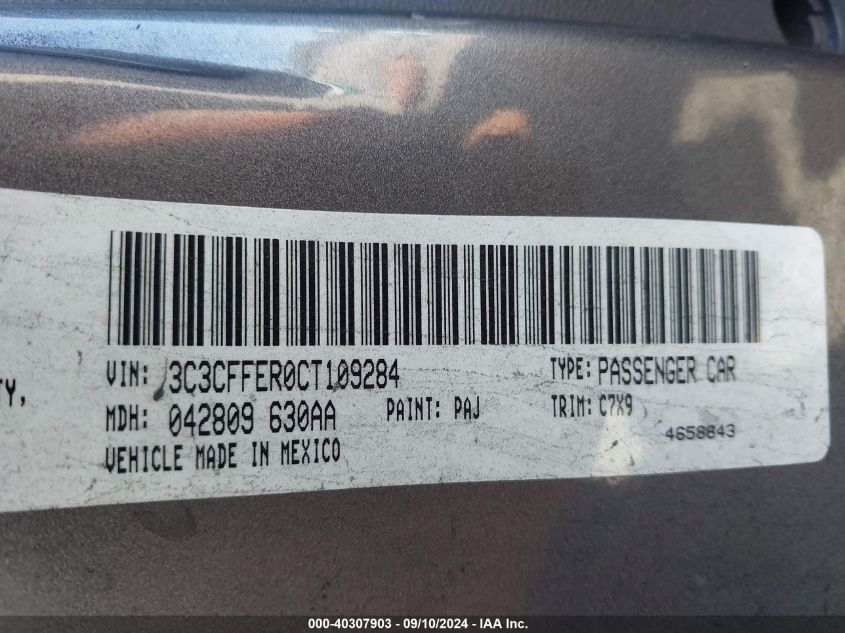 TY,
VIN: 3C3CFFER0CT109284
TYPE: PASSENGER CAR
MDH: 042809 630AA
PAINT: PAJ
TRIM: C7X9
VEHICLE MADE IN MEXICO
4658843
000-40307903 - 09/10/2024 - IAA Inc.